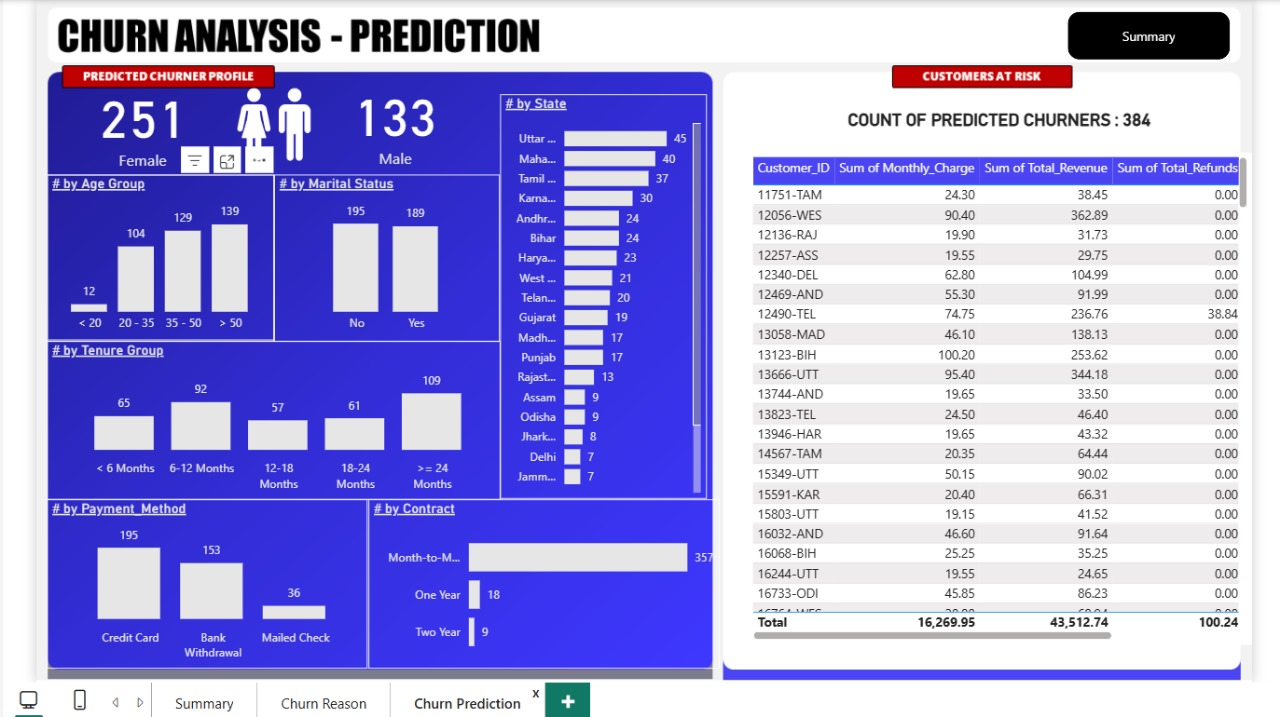 CHURN ANALYSIS - PREDICTION
Summary
PREDICTED CHURNER PROFILE
251
Female
133
Male
# by Age Group
12
104
129
139
< 20
20 - 35
35 - 50
> 50
# by Marital Status
195
189
No
Yes
# by Tenure Group
65
92
57
61
109
< 6 Months
6-12 Months
12-18
Months
18-24
Months
>= 24
Months
# by State
Uttar ... 45
Maha... 40
Tamil ... 37
Karna... 30
Andhr... 24
Bihar 24
Harya... 23
West ... 21
Telan... 20
Gujarat 19
Madh... 17
Punjab 17
Rajast... 13
Assam 9
Odisha 9
Jhark... 8
Delhi 7
Jamm... 7
# by Payment_Method
195
153
36
Credit Card
Bank
Withdrawal
Mailed Check
# by Contract
Month-to-M... 357
One Year 18
Two Year 9
CUSTOMERS AT RISK
COUNT OF PREDICTED CHURNERS : 384
Customer_ID Sum of Monthly_Charge Sum of Total_Revenue Sum of Total_Refunds
11751-TAM 24.30 38.45 0.00
12056-WES 90.40 362.89 0.00
12136-RAJ 19.90 31.73 0.00
12257-ASS 19.55 29.75 0.00
12340-DEL 62.80 104.99 0.00
12469-AND 55.30 91.99 0.00
12490-TEL 74.75 236.76 38.84
13058-MAD 46.10 138.13 0.00
13123-BIH 100.20 253.62 0.00
13666-UTT 95.40 344.18 0.00
13744-AND 19.65 33.50 0.00
13823-TEL 24.50 46.40 0.00
13946-HAR 19.65 43.32 0.00
14567-TAM 20.35 64.44 0.00
15349-UTT 50.15 90.02 0.00
15591-KAR 20.40 66.31 0.00
15803-UTT 19.15 41.52 0.00
16032-AND 46.60 91.64 0.00
16068-BIH 25.25 35.25 0.00
16244-UTT 19.55 24.65 0.00
16733-ODI 45.85 86.23 0.00
Total 16,269.95 43,512.74 100.24
Summary
Churn Reason
Churn Prediction
x
+